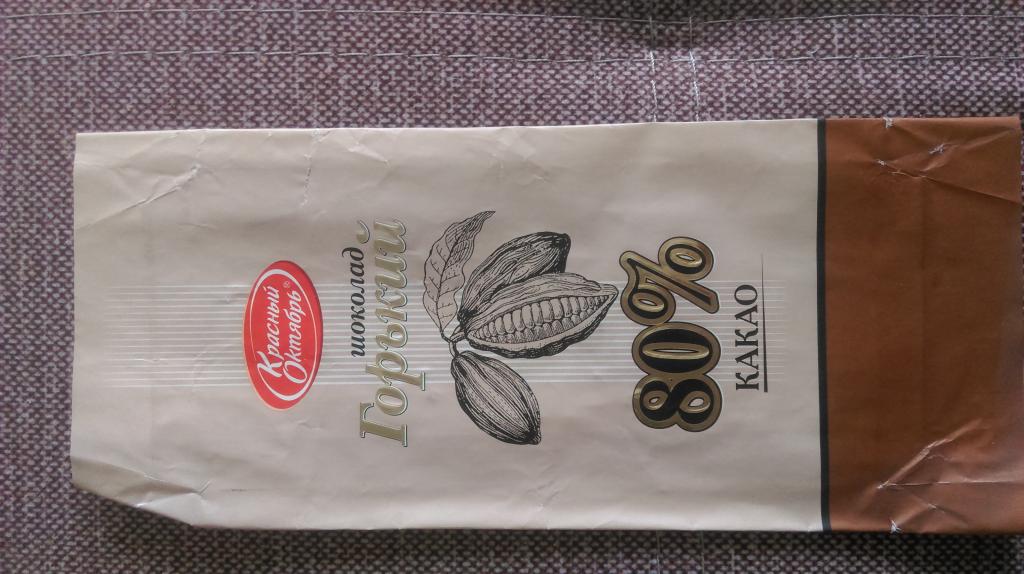 Красный
Октябрь®
шоколад
Горький
80%
КАКАО